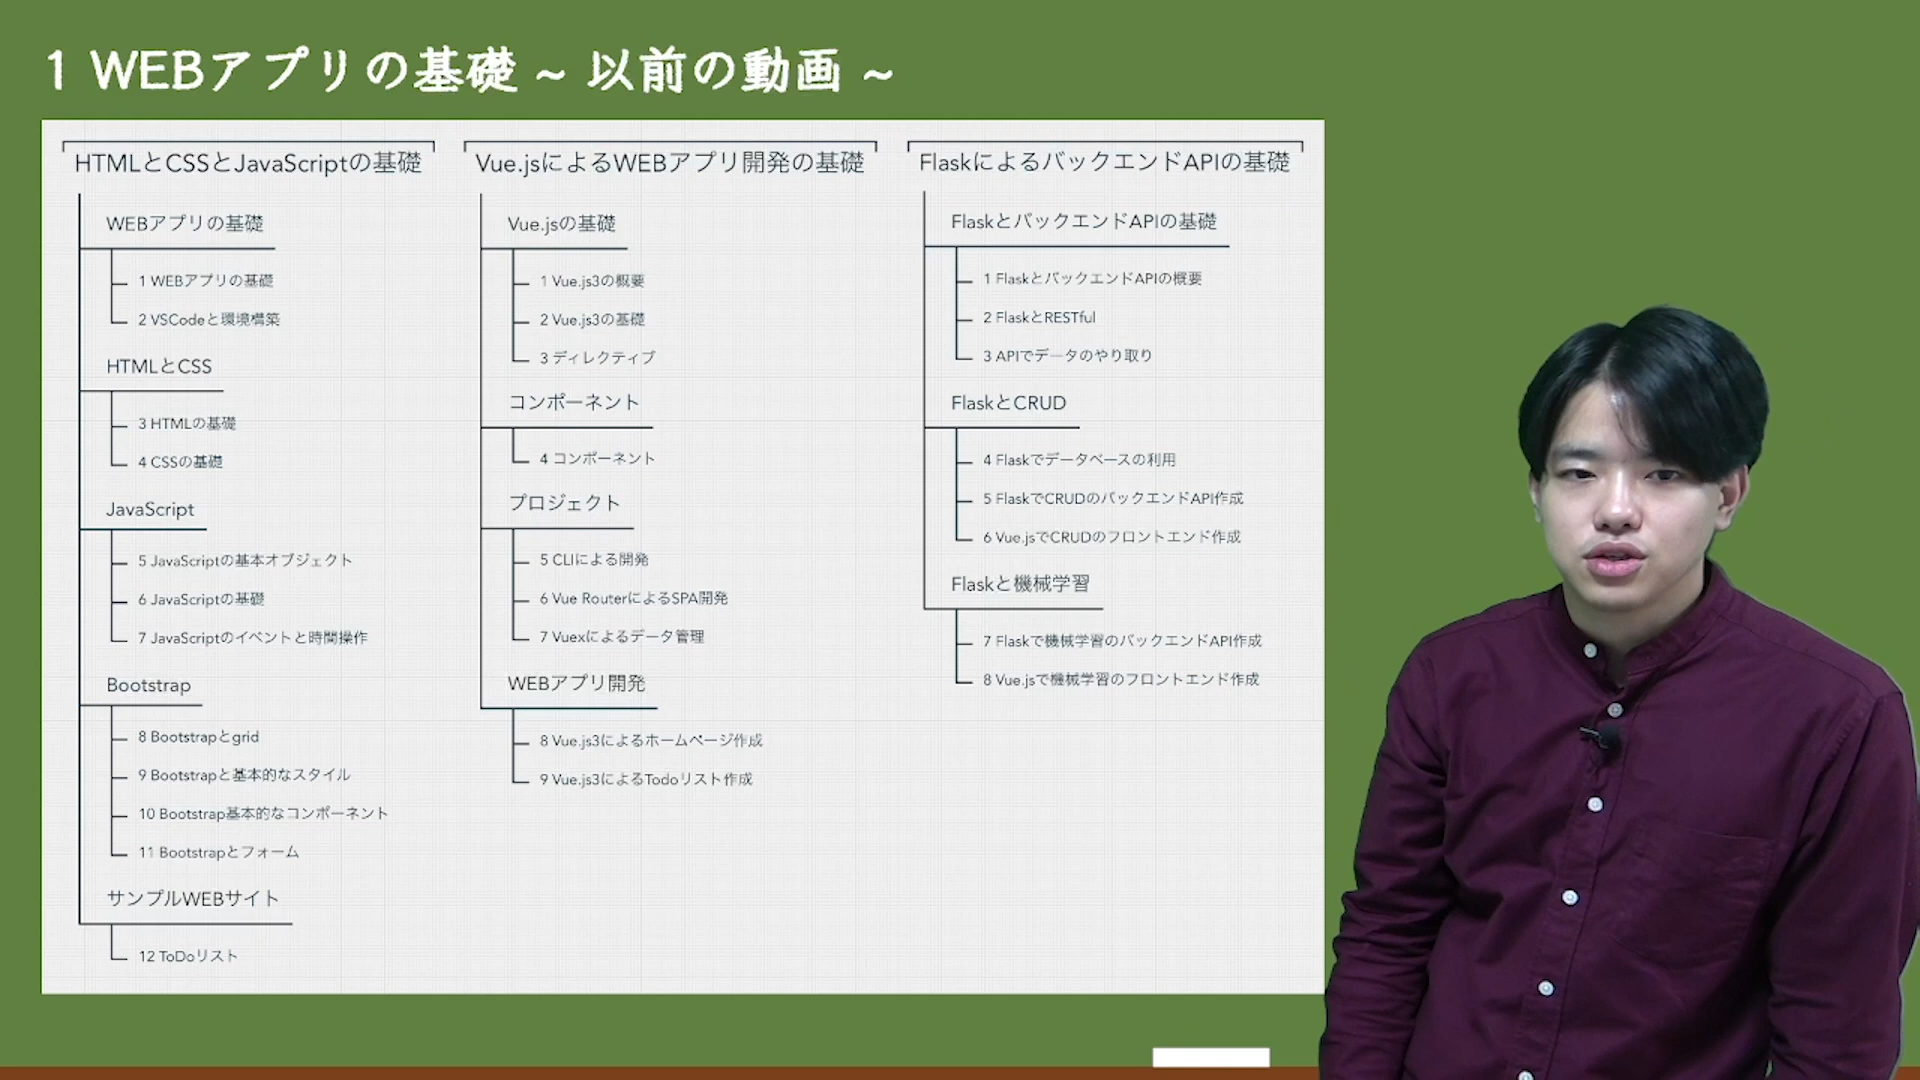 1 WEBアプリの基礎 ~ 以前の動画 ~
HTMLとCSSとJavaScriptの基礎
WEBアプリの基礎
1 WEBアプリの基礎
2 VSCodeと環境構築
HTMLとCSS
3 HTMLの基礎
4 CSSの基礎
JavaScript
5 JavaScriptの基本オブジェクト
6 JavaScriptの基礎
7 JavaScriptのイベントと時間操作
Bootstrap
8 Bootstrapとgrid
9 Bootstrapと基本的なスタイル
10 Bootstrap基本的なコンポーネント
11 Bootstrapとフォーム
サンプルWEBサイト
12 ToDoリスト
Vue.jsによるWEBアプリ開発の基礎
Vue.jsの基礎
1 Vue.js3の概要
2 Vue.js3の基礎
3 ディレクティブ
コンポーネント
4 コンポーネント
プロジェクト
5 CLIによる開発
6 Vue RouterによるSPA開発
7 Vuexによるデータ管理
WEBアプリ開発
8 Vue.js3によるホームページ作成
9 Vue.js3によるTodoリスト作成
FlaskによるバックエンドAPIの基礎
FlaskとバックエンドAPIの基礎
1 FlaskとバックエンドAPIの概要
2 FlaskとRESTful
3 APIでデータのやり取り
FlaskとCRUD
4 Flaskでデータベースの利用
5 FlaskでCRUDのバックエンドAPI作成
6 Vue.jsでCRUDのフロントエンド作成
Flaskと機械学習
7 Flaskで機械学習のバックエンドAPI作成
8 Vue.jsで機械学習のフロントエンド作成